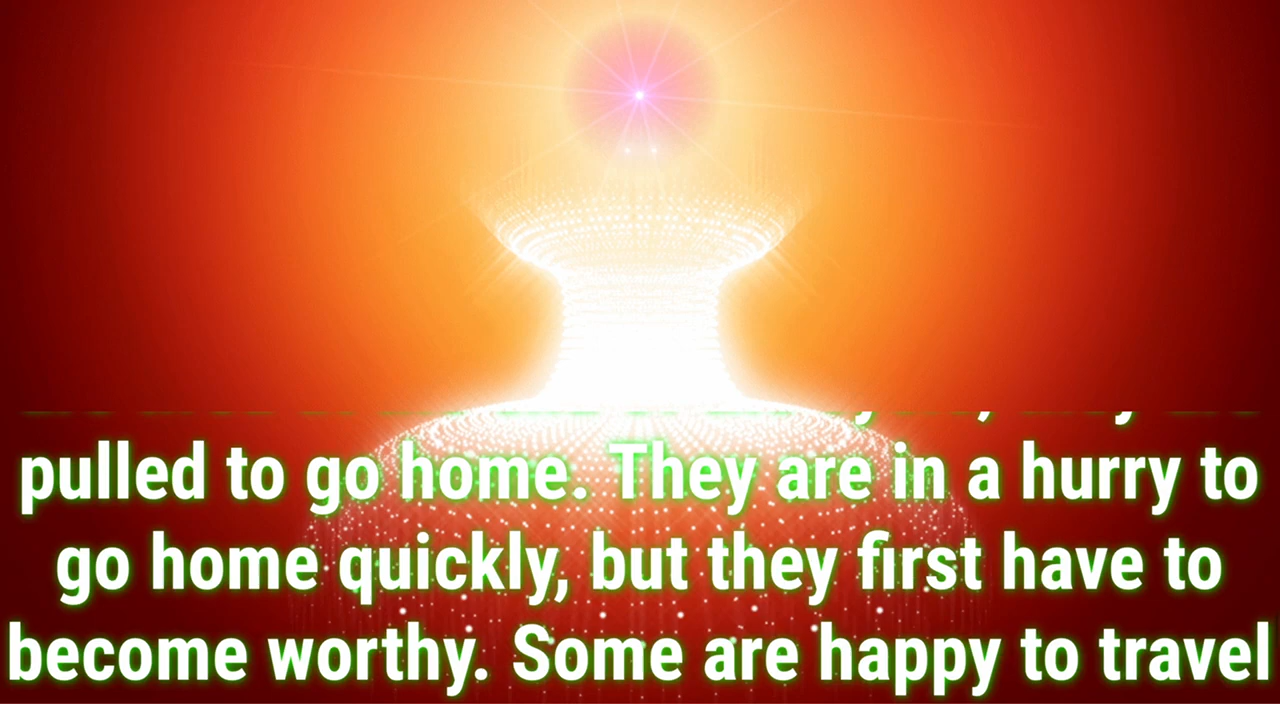 pulled to go home. They are in a hurry to
go home quickly, but they first have to
become worthy. Some are happy to travel